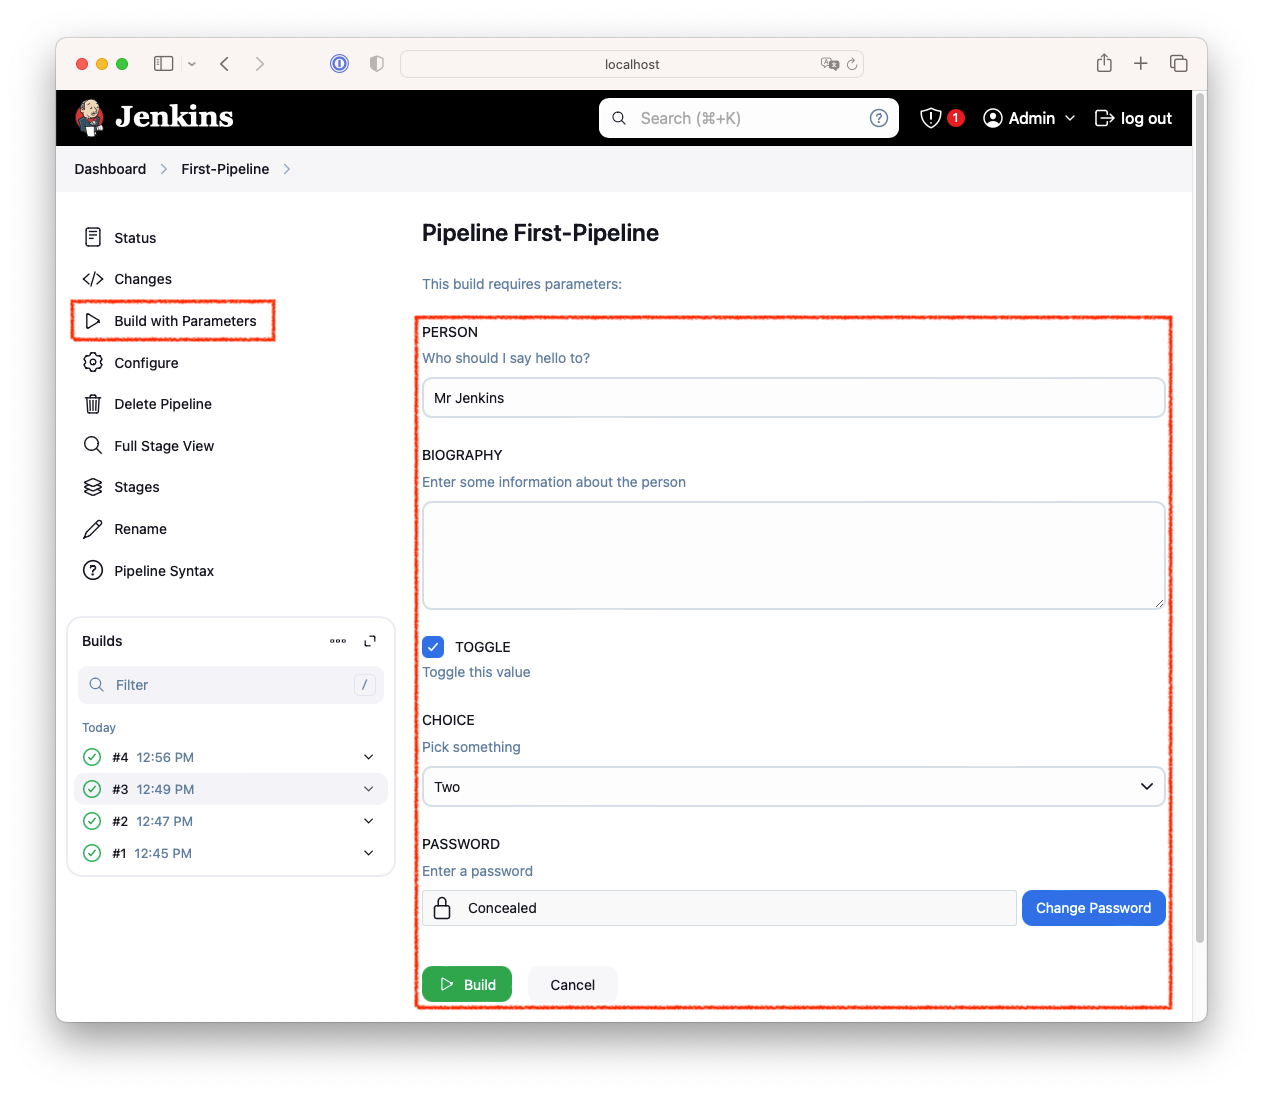 localhost
Jenkins
Search (⌘+K)
?
1
Admin
log out
Dashboard
First-Pipeline
Status
Changes
Build with Parameters
Configure
Delete Pipeline
Full Stage View
Stages
Rename
Pipeline Syntax
Builds
Filter
/
Today
#4 12:56 PM
#3 12:49 PM
#2 12:47 PM
#1 12:45 PM
Pipeline First-Pipeline
This build requires parameters:
PERSON
Who should I say hello to?
Mr Jenkins
BIOGRAPHY
Enter some information about the person
TOGGLE
Toggle this value
CHOICE
Pick something
Two
PASSWORD
Enter a password
Concealed
Change Password
Build
Cancel